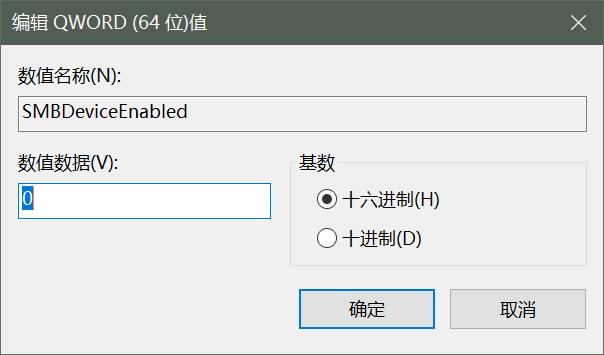 编辑 QWORD (64 位)值
数值名称(N):
SMBDeviceEnabled
数值数据(V):
0
基数
十六进制(H)
十进制(D)
确定
取消